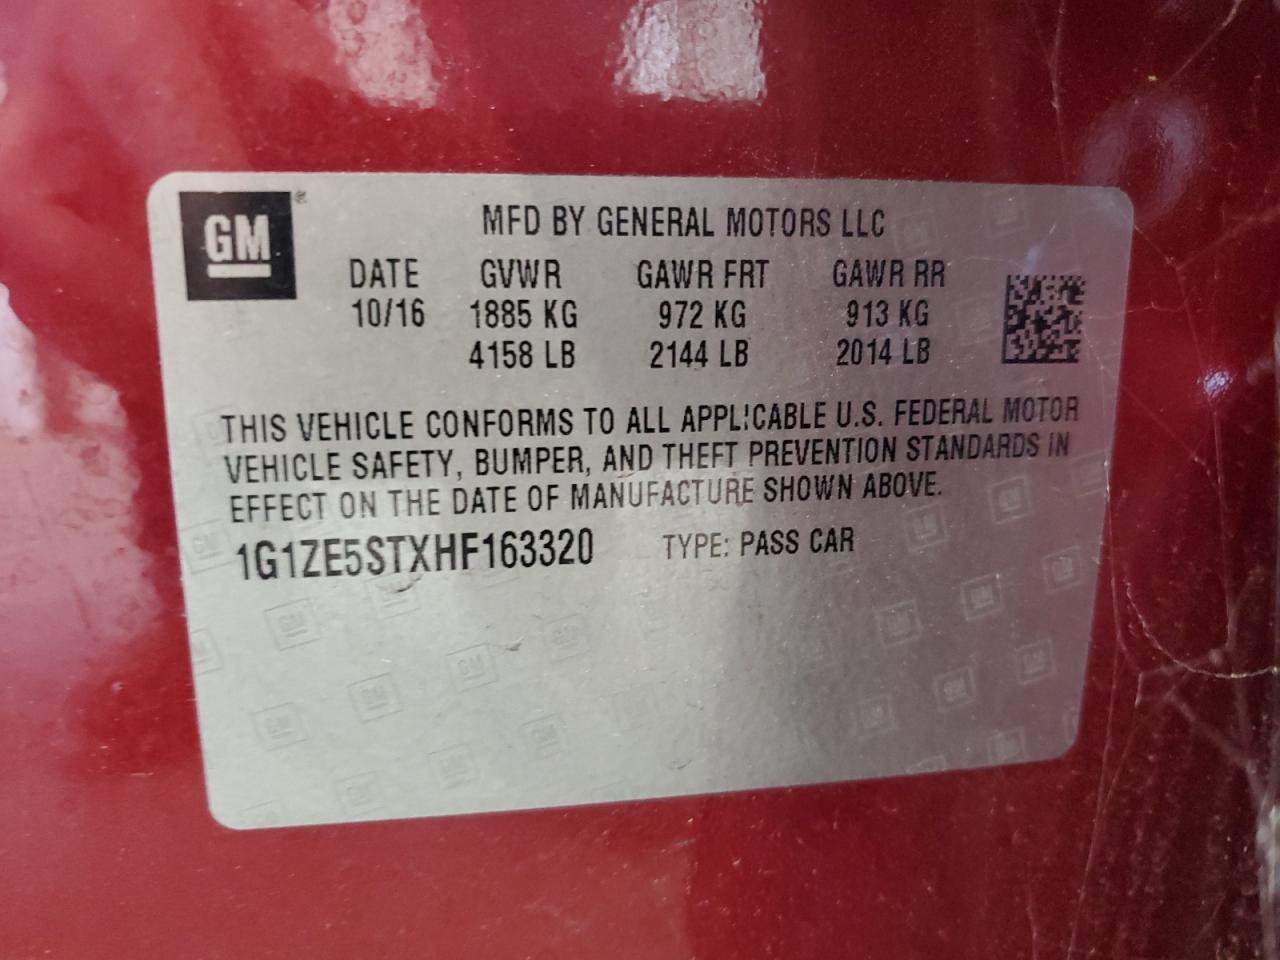 GM
MFD BY GENERAL MOTORS LLC
DATE GVWR GAWR FRT GAWR RR
10/16 1885 KG 972 KG 913 KG
4158 LB 2144 LB 2014 LB
THIS VEHICLE CONFORMS TO ALL APPLICABLE U.S. FEDERAL MOTOR
VEHICLE SAFETY, BUMPER, AND THEFT PREVENTION STANDARDS IN
EFFECT ON THE DATE OF MANUFACTURE SHOWN ABOVE.
1G1ZE5STXHF163320 TYPE: PASS CAR